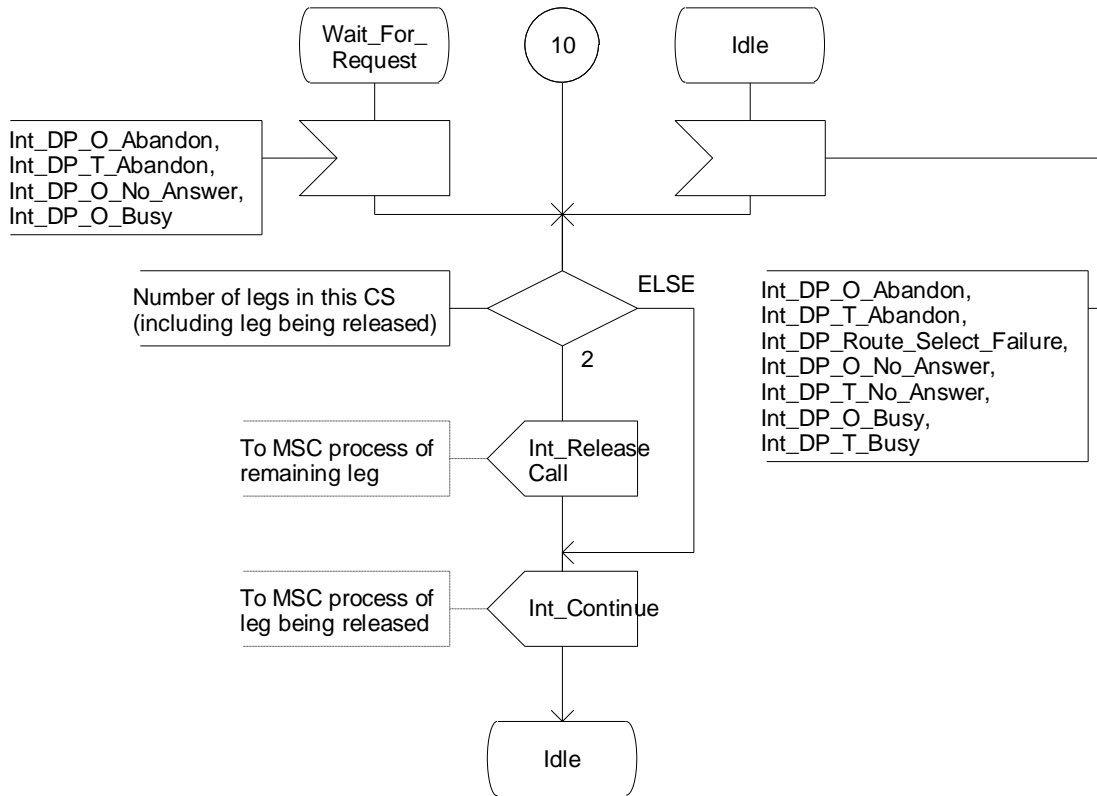 Wait_For_
Request
10
Idle
Int_DP_O_Abandon,
Int_DP_T_Abandon,
Int_DP_O_No_Answer,
Int_DP_O_Busy
Number of legs in this CS
(including leg being released)
ELSE
2
Int_DP_O_Abandon,
Int_DP_T_Abandon,
Int_DP_Route_Select_Failure,
Int_DP_O_No_Answer,
Int_DP_T_No_Answer,
Int_DP_O_Busy,
Int_DP_T_Busy
To MSC process of
remaining leg
Int_Release
Call
To MSC process of
leg being released
Int_Continue
Idle